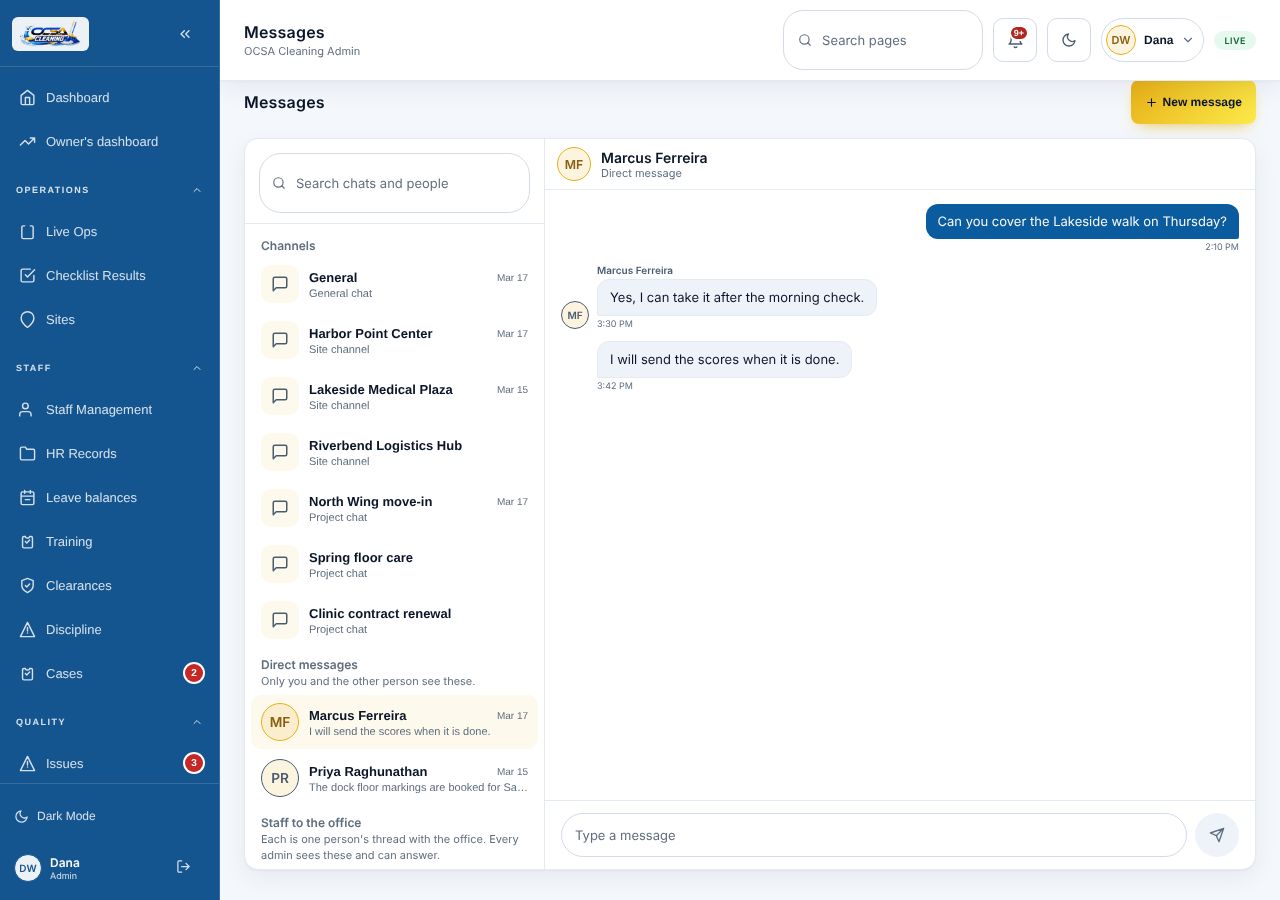 OCSA
CLEANING
Dashboard
Owner's dashboard
OPERATIONS
Live Ops
Checklist Results
Sites
STAFF
Staff Management
HR Records
Leave balances
Training
Clearances
Discipline
Cases
2
QUALITY
Issues
3
Dark Mode
DW
Dana
Admin
Messages
OCSA Cleaning Admin
Search pages
9+
DW
Dana
LIVE
Messages
New message
Search chats and people
Channels
General
Mar 17
General chat
Harbor Point Center
Mar 17
Site channel
Lakeside Medical Plaza
Mar 15
Site channel
Riverbend Logistics Hub
Site channel
North Wing move-in
Mar 17
Project chat
Spring floor care
Project chat
Clinic contract renewal
Project chat
Direct messages
Only you and the other person see these.
MF
Marcus Ferreira
Mar 17
I will send the scores when it is done.
PR
Priya Raghunathan
Mar 15
The dock floor markings are booked for Sa…
Staff to the office
Each is one person's thread with the office. Every
admin sees these and can answer.
MF
Marcus Ferreira
Direct message
Can you cover the Lakeside walk on Thursday?
2:10 PM
Marcus Ferreira
Yes, I can take it after the morning check.
MF
3:30 PM
I will send the scores when it is done.
3:42 PM
Type a message